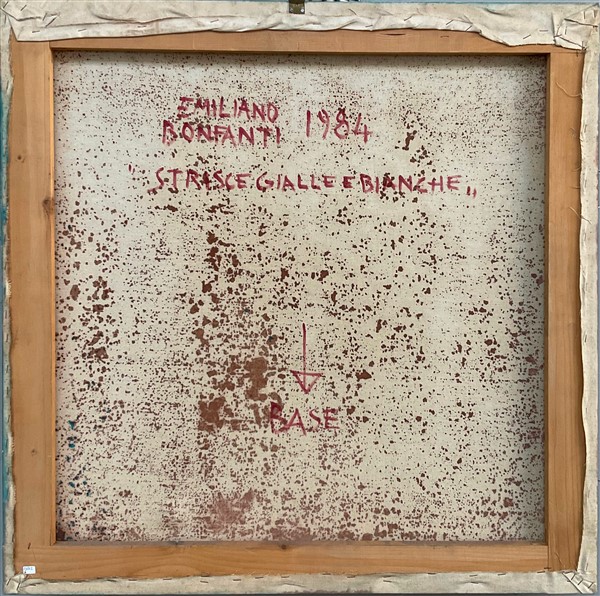 EMILIANO 1984
BONFANTI
" STRISCE GIALLE E BIANCHE „
BASE